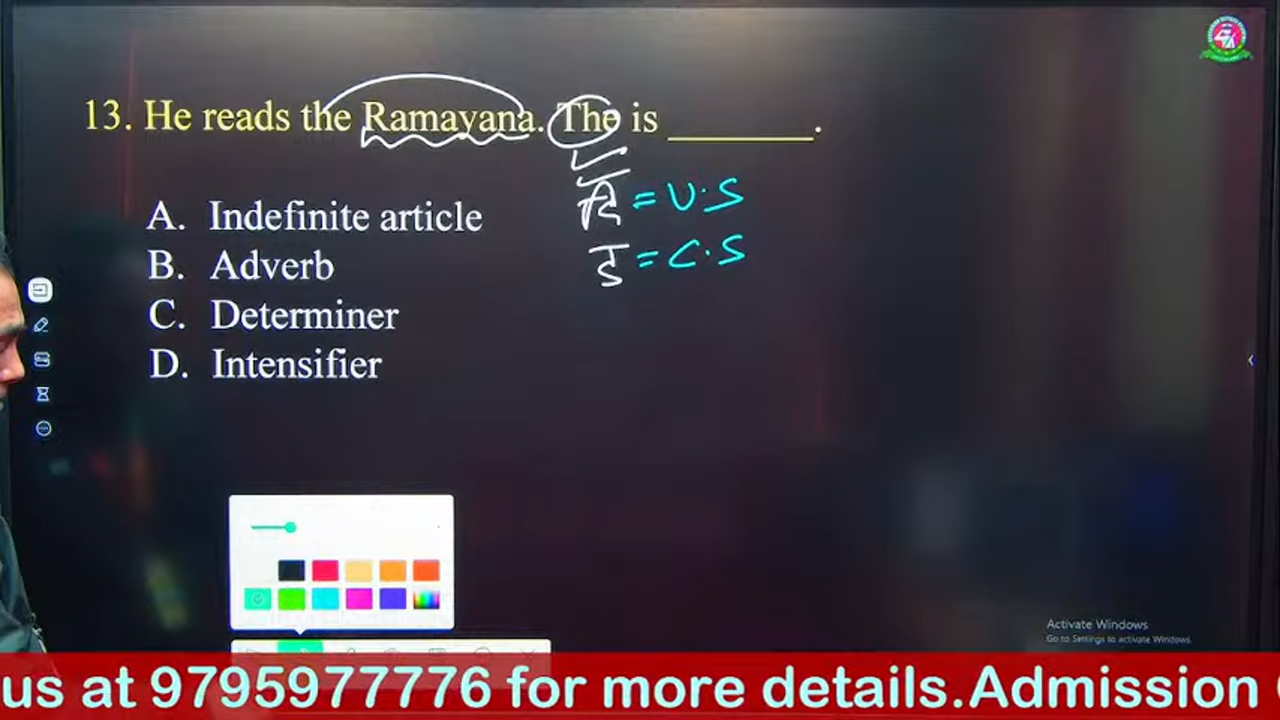 13. He reads the Ramayana. The is ________.
= U.S
A. Indefinite article
= C.S
B. Adverb
C. Determiner
D. Intensifier
Activate Windows
Go to Settings to activate Windows.
us at 9795977776 for more details.Admission